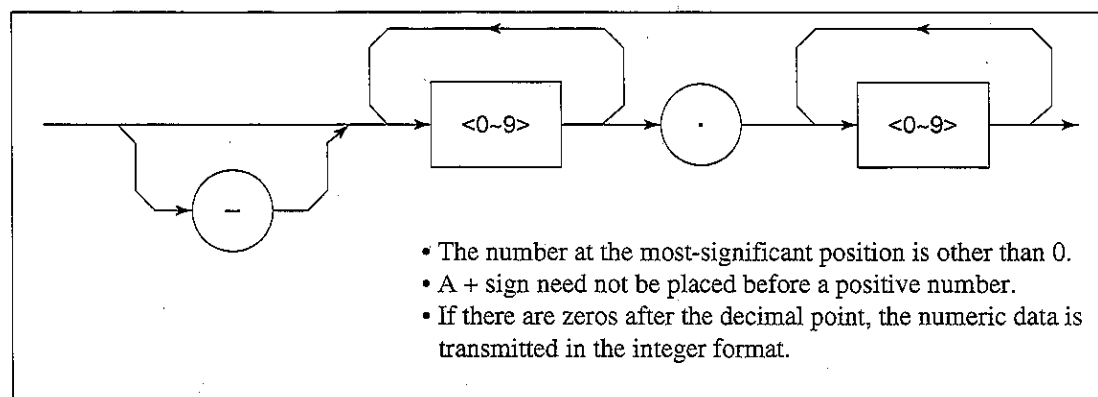 <0~9>
.
<0~9>
−
• The number at the most-significant position is other than 0.
• A + sign need not be placed before a positive number.
• If there are zeros after the decimal point, the numeric data is
transmitted in the integer format.